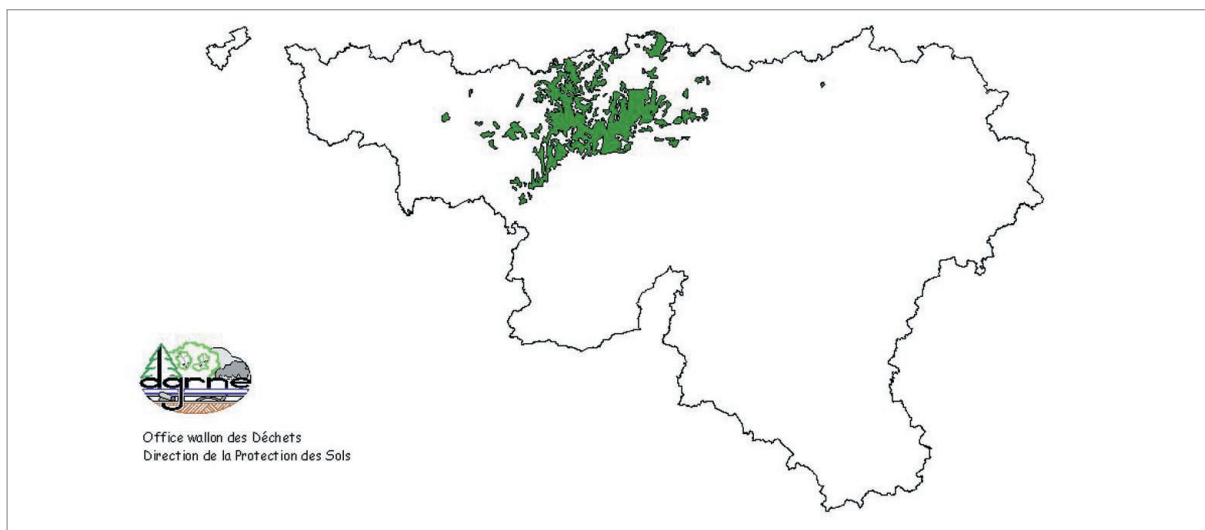 dgrne
Office wallon des Déchets
Direction de la Protection des Sols